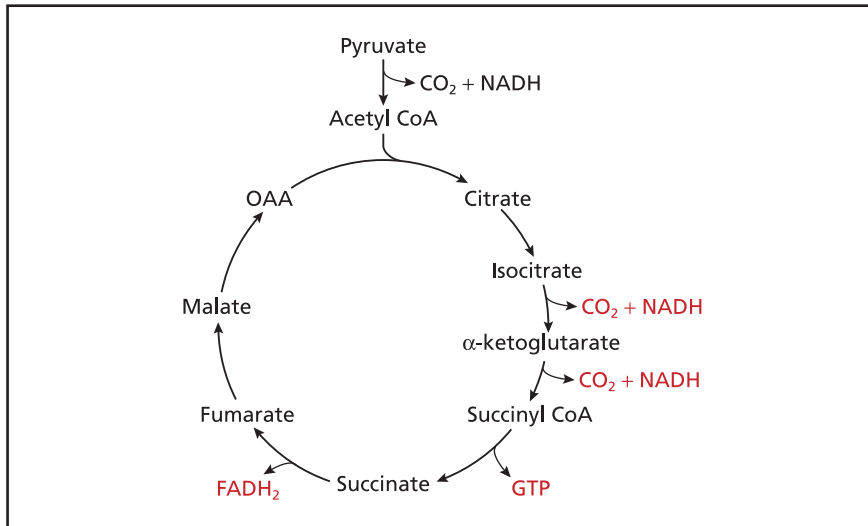 Pyruvate
CO₂ + NADH
Acetyl CoA
OAA
Citrate
Isocitrate
Malate
CO₂ + NADH
α-ketoglutarate
CO₂ + NADH
Fumarate
Succinyl CoA
FADH₂
Succinate
GTP